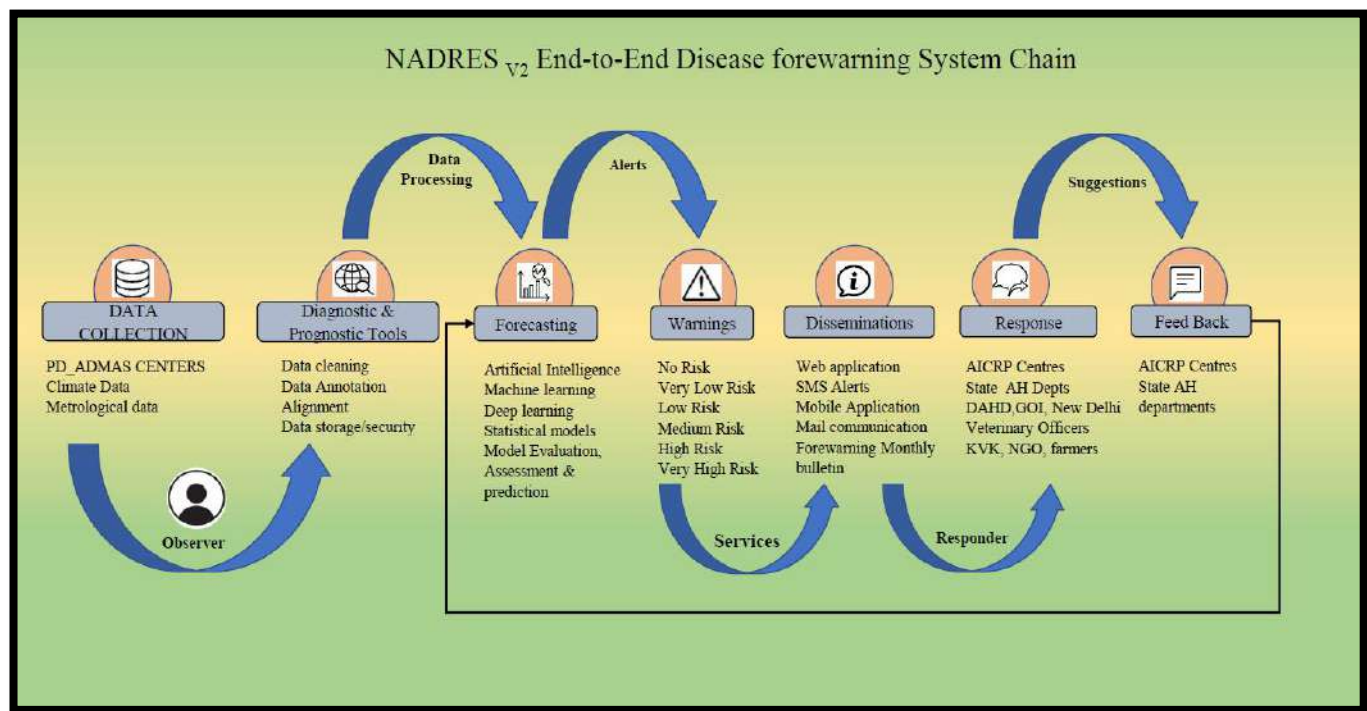 NADRES V2 End-to-End Disease forewarning System Chain
Data
Processing
Alerts
Suggestions
DATA
COLLECTION
PD_ADMAS CENTERS
Climate Data
Metrological data
Observer
Diagnostic &
Prognostic Tools
Data cleaning
Data Annotation
Alignment
Data storage/security
Forecasting
Artificial Intelligence
Machine learning
Deep learning
Statistical models
Model Evaluation,
Assessment &
prediction
Warnings
No Risk
Very Low Risk
Low Risk
Medium Risk
High Risk
Very High Risk
Services
Disseminations
Web application
SMS Alerts
Mobile Application
Mail communication
Forewarning Monthly
bulletin
Responder
Response
AICRP Centres
State AH Depts
DAHD,GOI, New Delhi
Veterinary Officers
KVK, NGO, farmers
Feed Back
AICRP Centres
State AH
departments